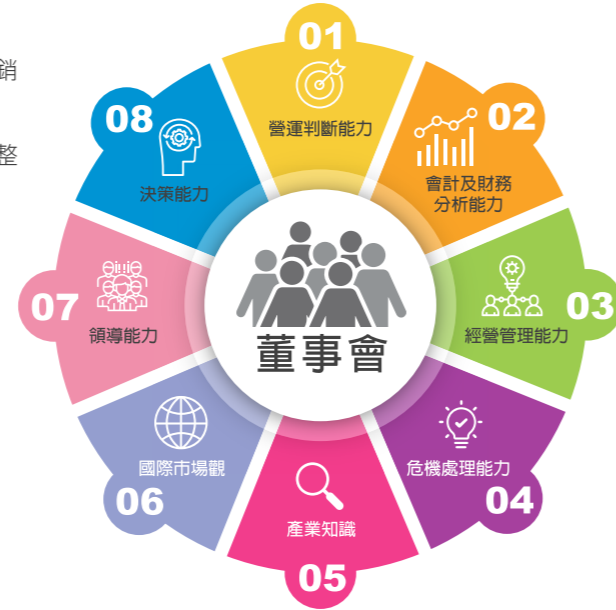 銷
整
01
營運判斷能力
02
會計及財務
分析能力
03
經營管理能力
04
危機處理能力
05
產業知識
06
國際市場觀
07
領導能力
08
決策能力
董事會